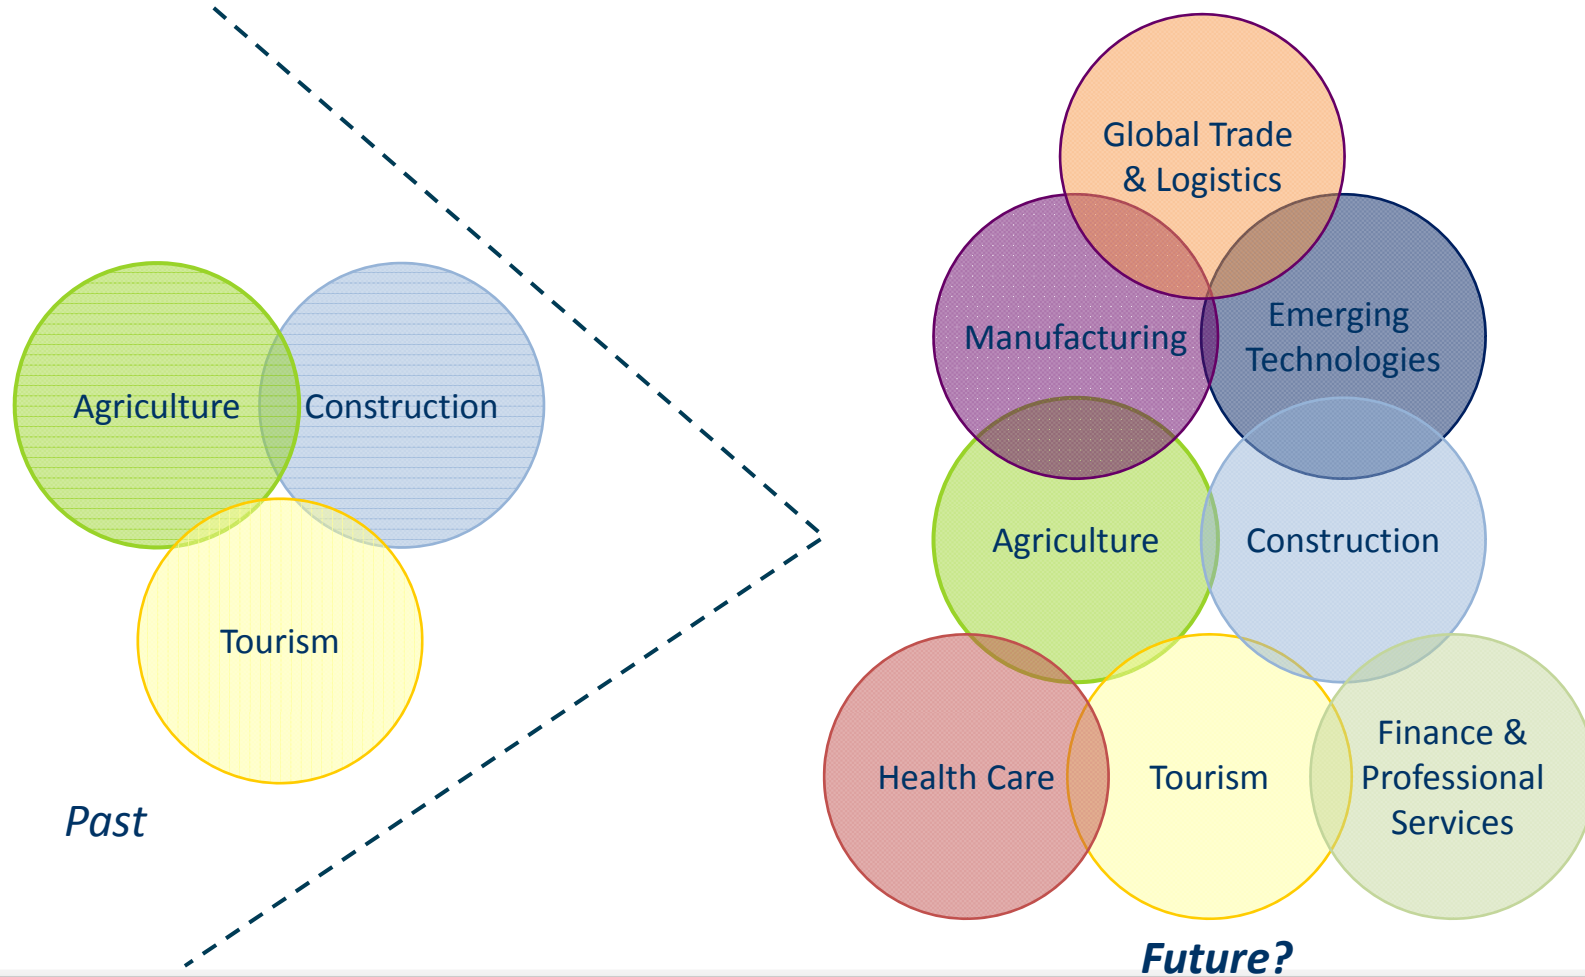 Agriculture
Construction
Tourism
Past
Global Trade
& Logistics
Manufacturing
Emerging
Technologies
Agriculture
Construction
Health Care
Tourism
Finance &
Professional
Services
Future?